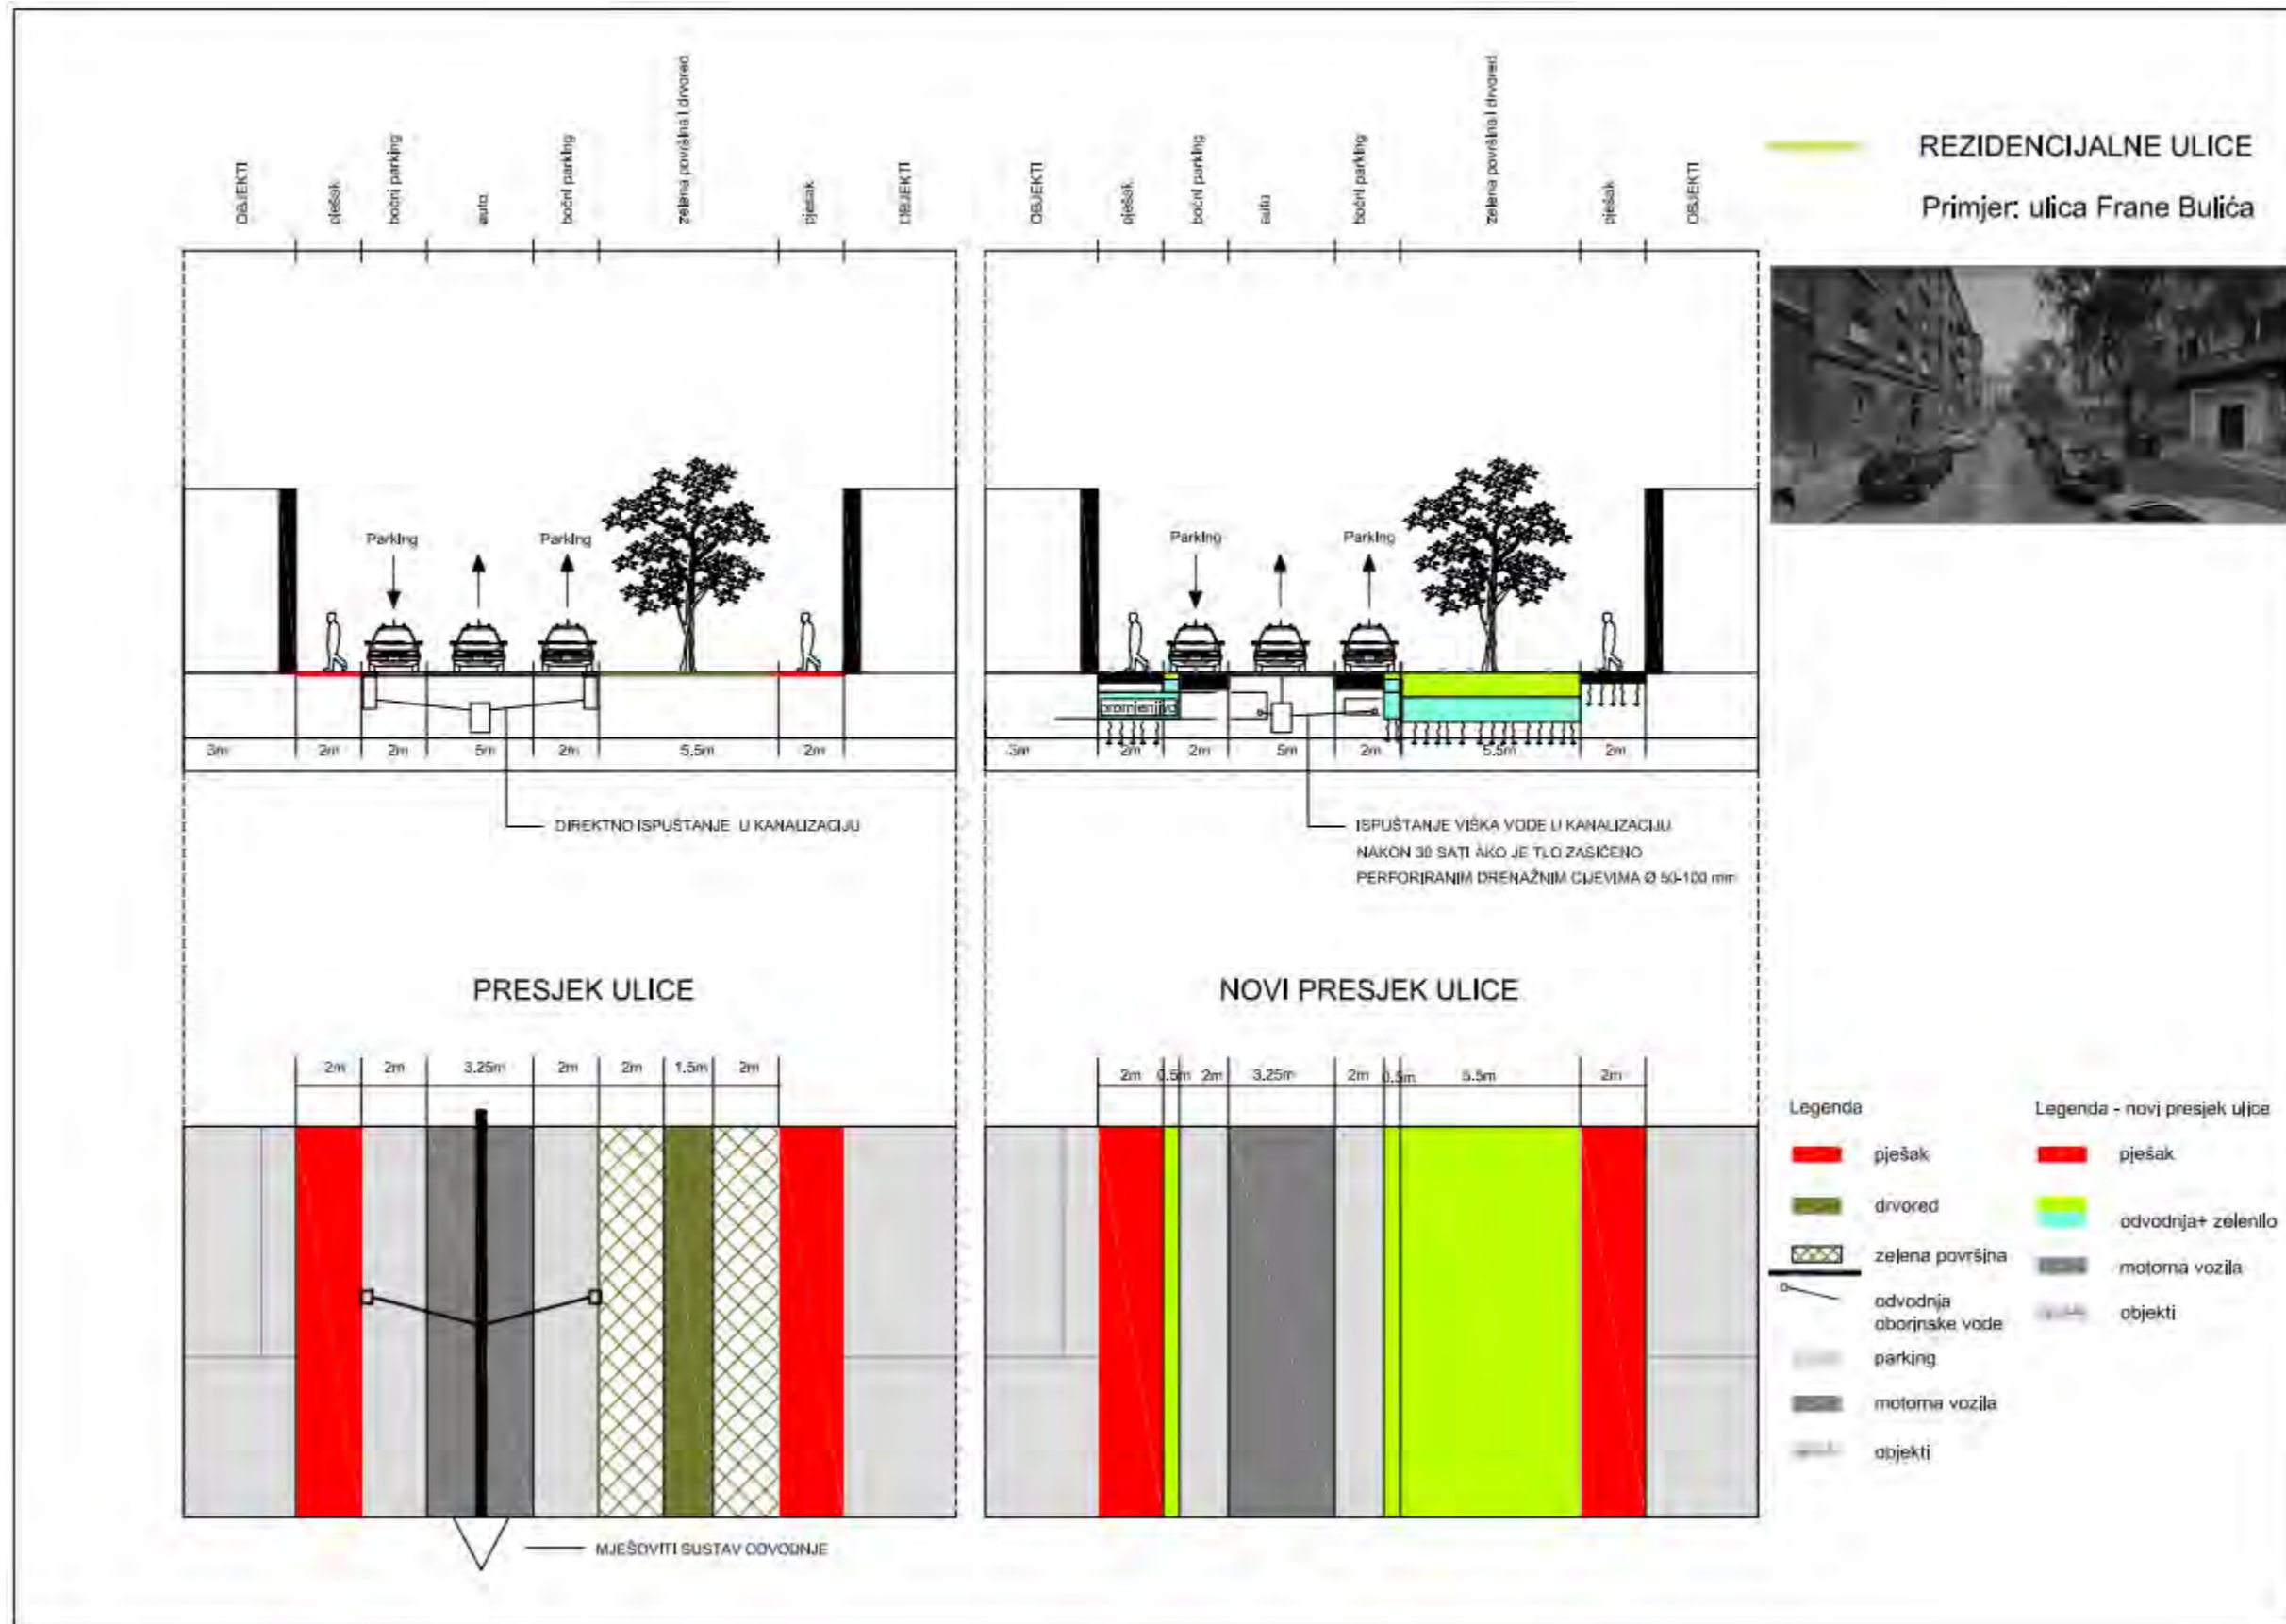 OBJEKTI
pješak
bočni parking
auto
bočni parking
zelena površina i drvored
pješak
OBJEKTI
OBJEKTI
pješak
bočni parking
auto
bočni parking
zelena površina i drvored
pješak
OBJEKTI
REZIDENCIJALNE ULICE
Primjer: ulica Frane Bulića
Parking
Parking
3m 2m 2m 5m 2m 5,5m 2m
DIREKTNO ISPUŠTANJE U KANALIZACIJU
Parking
Parking
promjenjivo
3m 2m 2m 5m 2m 5,5m 2m
ISPUŠTANJE VIŠKA VODE U KANALIZACIJU
NAKON 30 SATI AKO JE TLO ZASIĆENO
PERFORIRANIM DRENAŽNIM CIJEVIMA Ø 50-100 mm
PRESJEK ULICE
2m 2m 3.25m 2m 2m 1.5m 2m
MJEŠOVITI SUSTAV ODVODNJE
NOVI PRESJEK ULICE
2m 0.5m 2m 3.25m 2m 0.5m 5.5m 2m
Legenda
pješak
drvored
zelena površina
odvodnja
oborinske vode
parking
motorna vozila
objekti
Legenda - novi presjek ulice
pješak
odvodnja+ zelenilo
motorna vozila
objekti